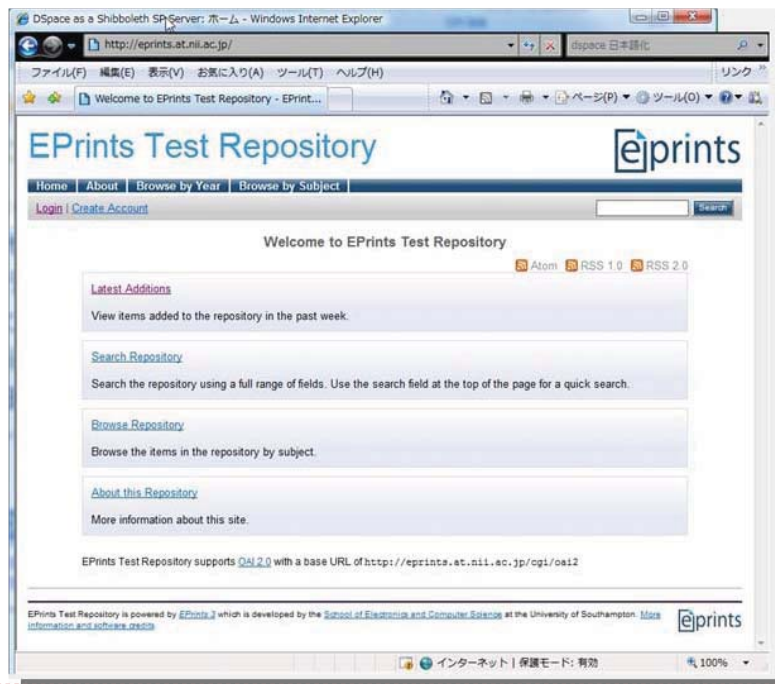 DSpace as a Shibboleth SP Server: ホーム - Windows Internet Explorer
http://eprints.at.nii.ac.jp/
dspace 日本語化
ファイル(F) 編集(E) 表示(V) お気に入り(A) ツール(T) ヘルプ(H)
リンク
Welcome to EPrints Test Repository - EPrint...
ページ(P) ツール(O)
EPrints Test Repository
eprints
Home | About | Browse by Year | Browse by Subject |
Login | Create Account
Search
Welcome to EPrints Test Repository
Atom RSS 1.0 RSS 2.0
Latest Additions
View items added to the repository in the past week.
Search Repository
Search the repository using a full range of fields. Use the search field at the top of the page for a quick search.
Browse Repository
Browse the items in the repository by subject.
About this Repository
More information about this site.
EPrints Test Repository supports OAI 2.0 with a base URL of http://eprints.at.nii.ac.jp/cgi/oai2
EPrints Test Repository is powered by EPrints 3 which is developed by the School of Electronics and Computer Science at the University of Southampton. More
information and software credits.
eprints
インターネット | 保護モード: 有効
100%